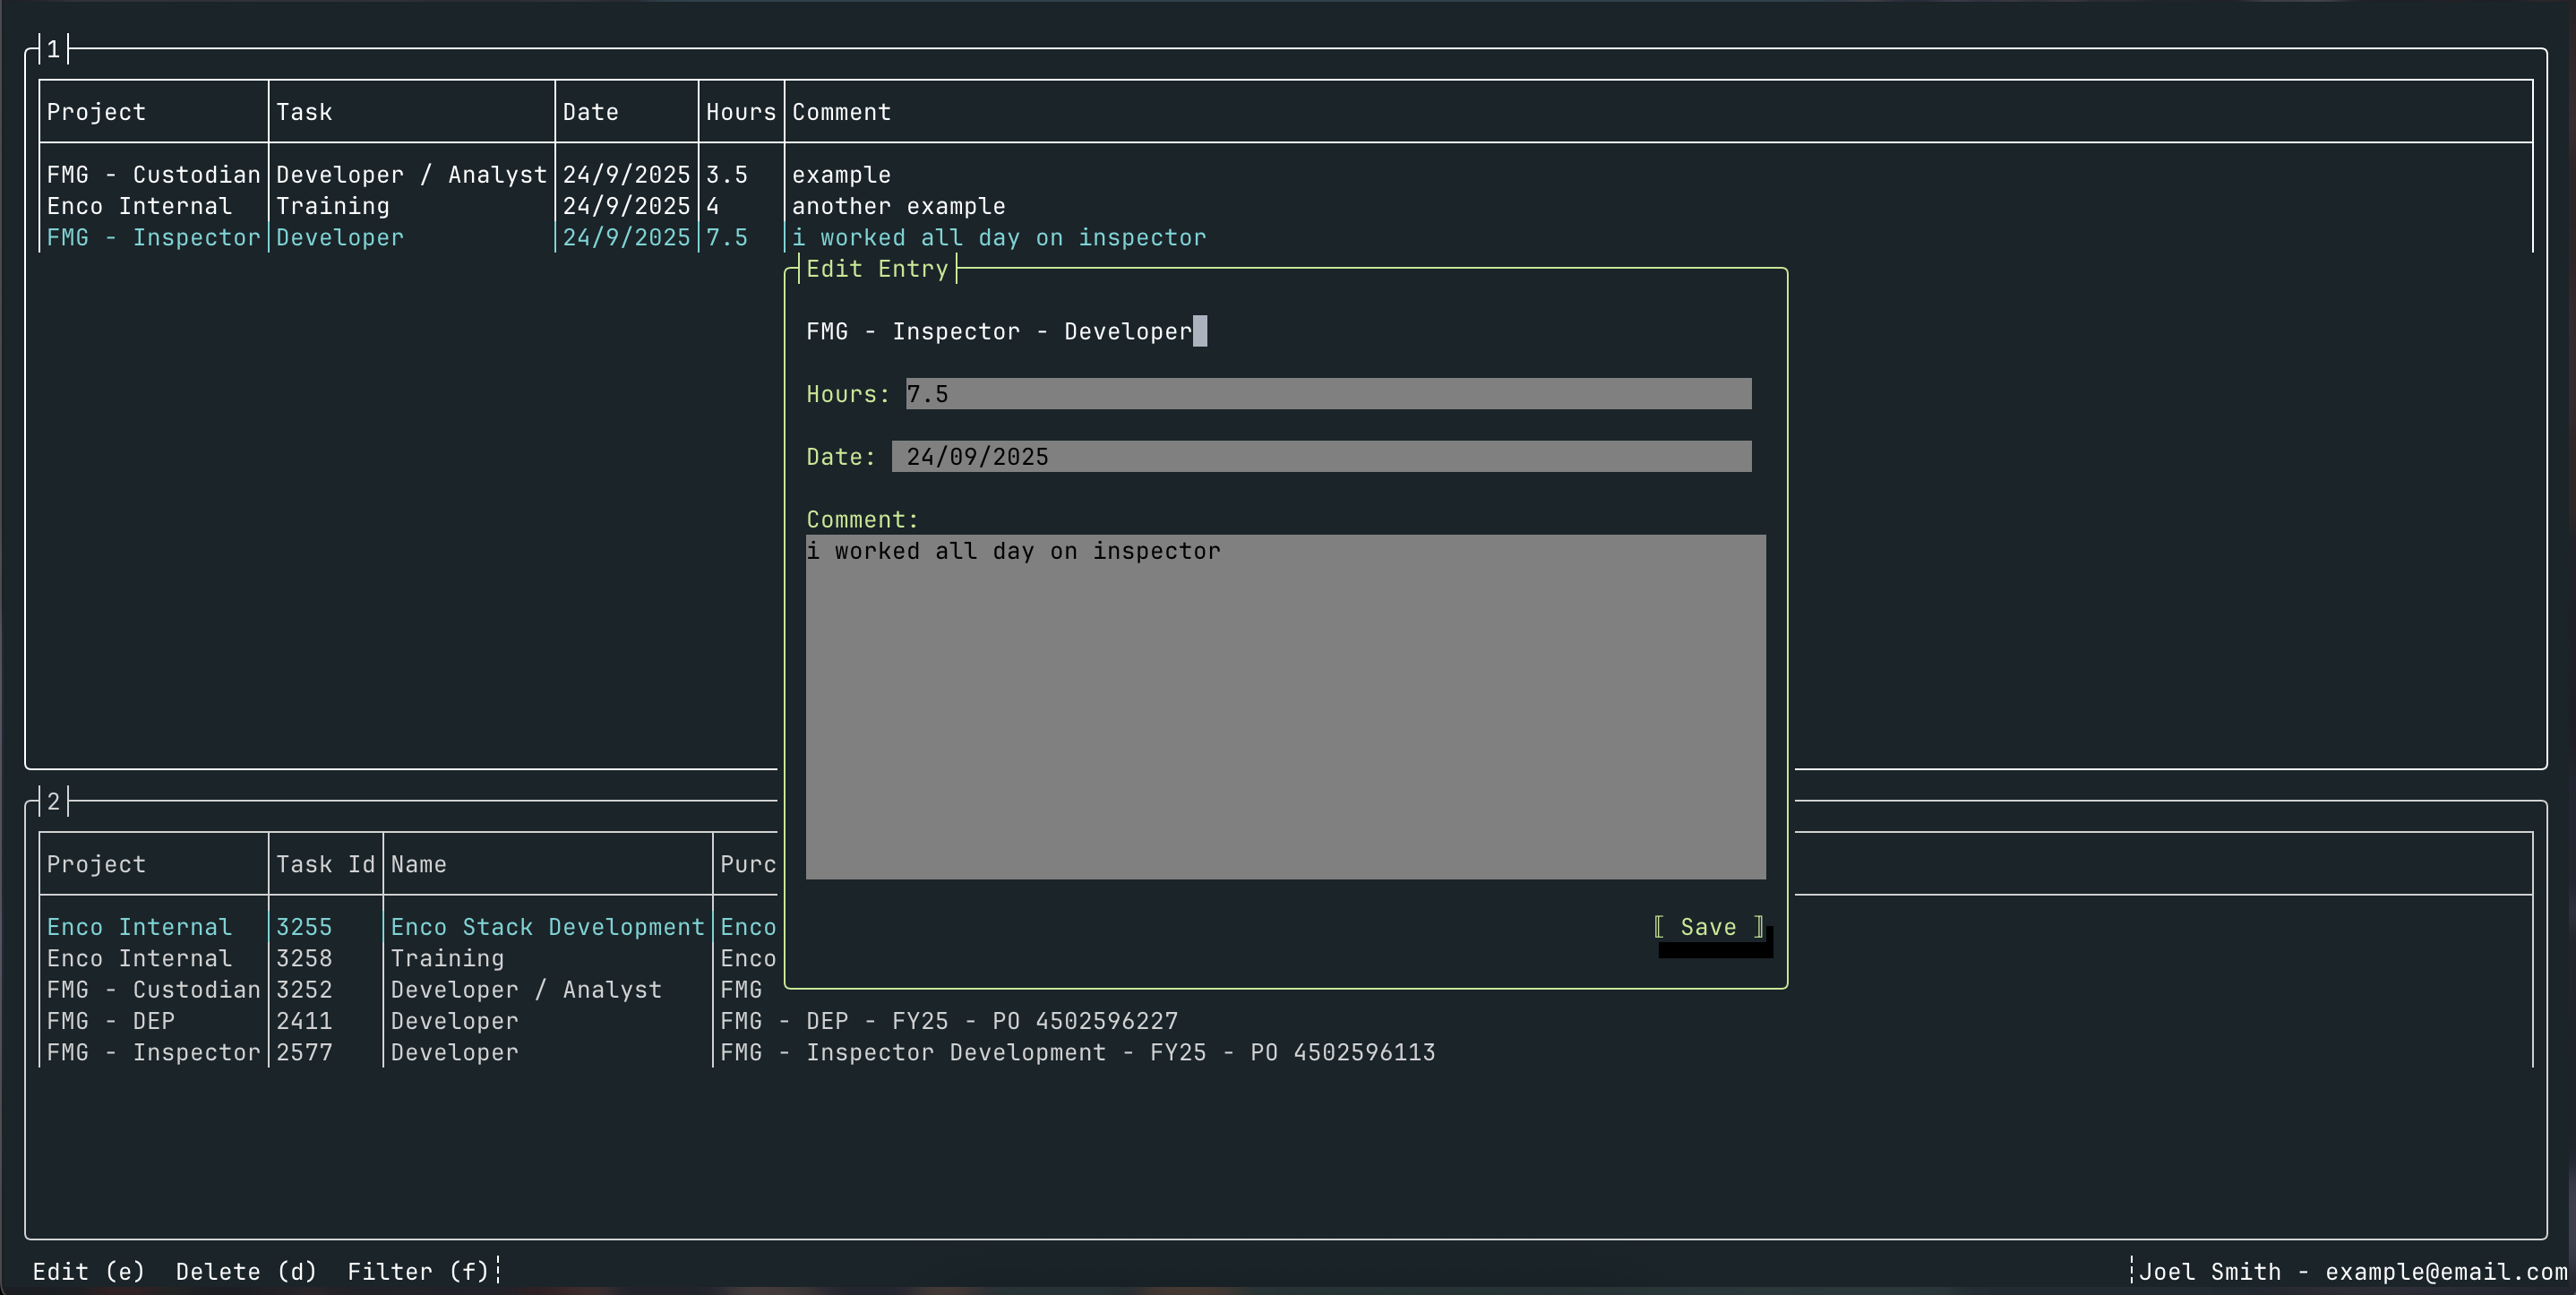 1
Project Task Date Hours Comment
FMG - Custodian Developer / Analyst 24/9/2025 3.5 example
Enco Internal Training 24/9/2025 4 another example
FMG - Inspector Developer 24/9/2025 7.5 i worked all day on inspector
Edit Entry
FMG - Inspector - Developer
Hours: 7.5
Date: 24/09/2025
Comment:
i worked all day on inspector
⟦ Save ⟧
2
Project Task Id Name Purc
Enco Internal 3255 Enco Stack Development Enco
Enco Internal 3258 Training Enco
FMG - Custodian 3252 Developer / Analyst FMG
FMG - DEP 2411 Developer FMG - DEP - FY25 - PO 4502596227
FMG - Inspector 2577 Developer FMG - Inspector Development - FY25 - PO 4502596113
Edit (e) Delete (d) Filter (f) Joel Smith - example@email.com